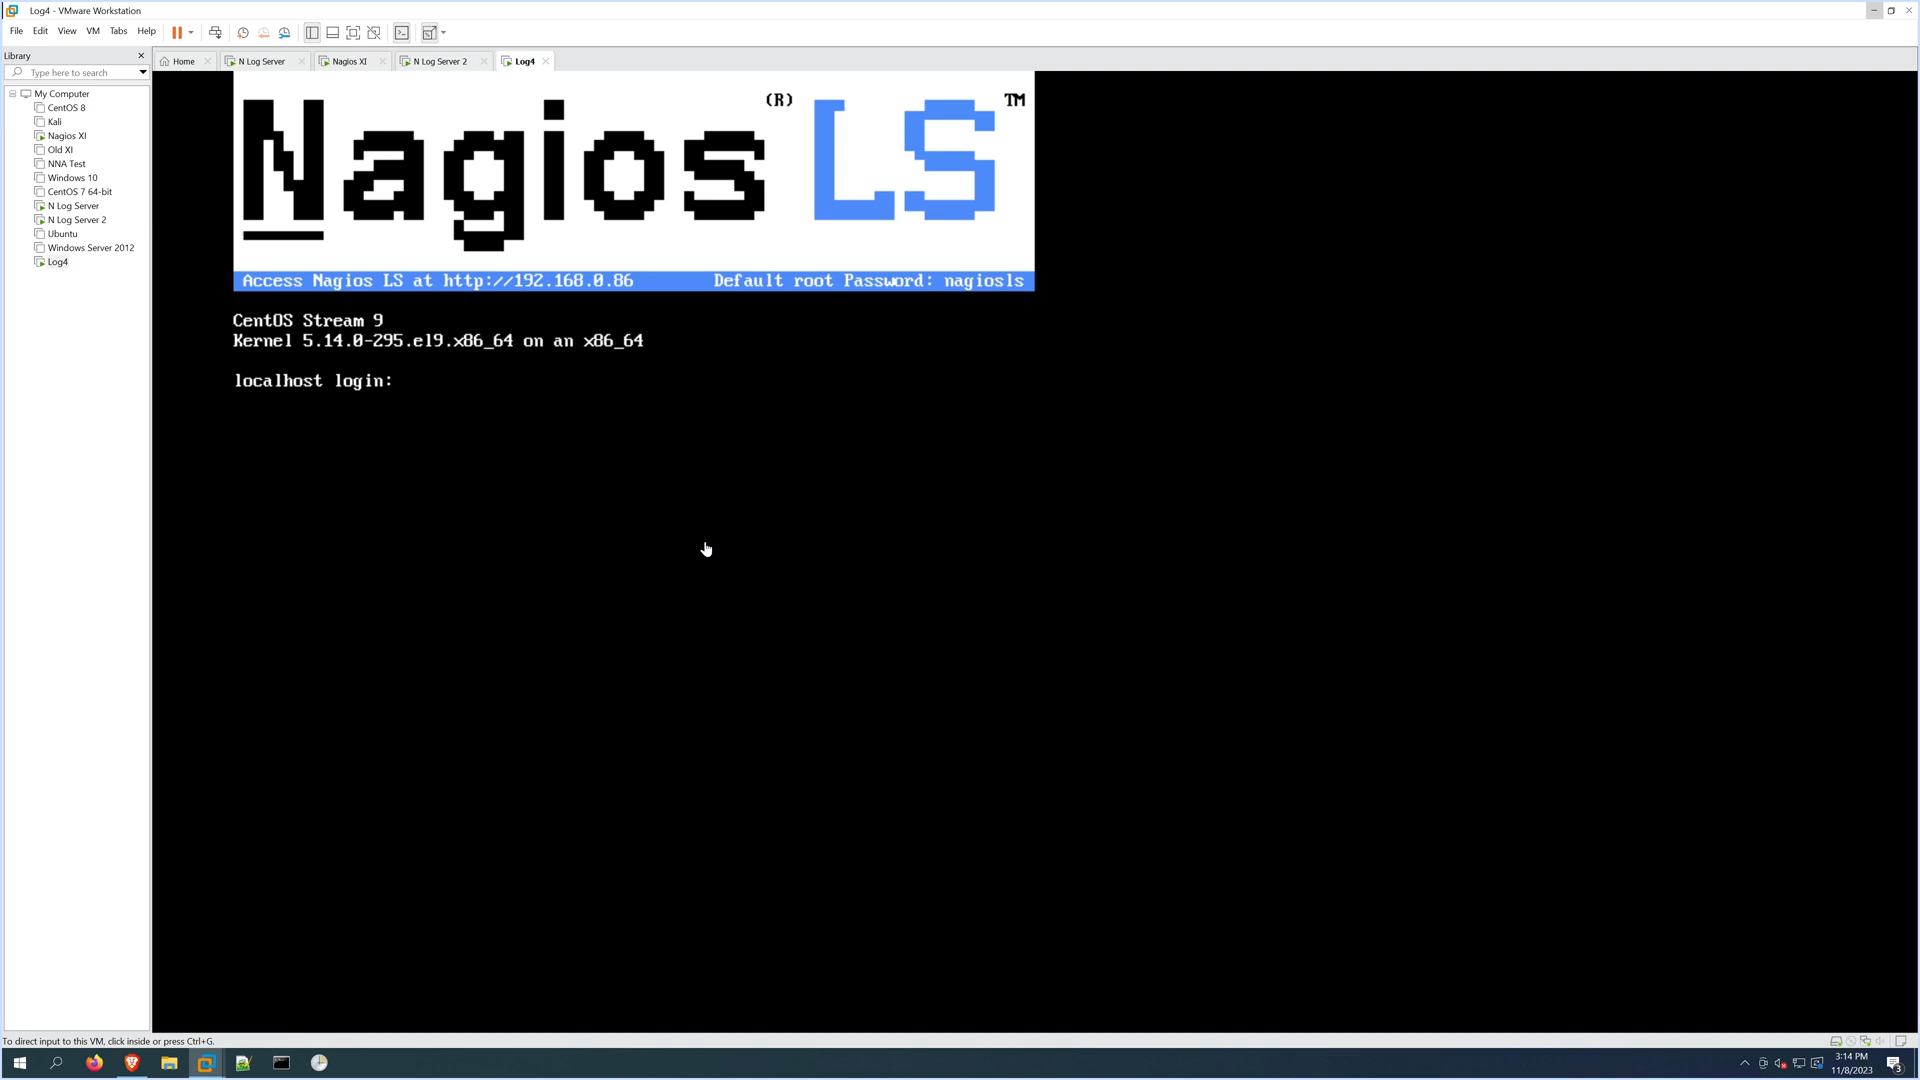 Log4 - VMware Workstation
File Edit View VM Tabs Help
Library
Type here to search
Home
N Log Server
Nagios XI
N Log Server 2
Log4
My Computer
CentOS 8
Kali
Nagios XI
Old XI
NNA Test
Windows 10
CentOS 7 64-bit
N Log Server
N Log Server 2
Ubuntu
Windows Server 2012
Log4
Nagios (R) LS TM
Access Nagios LS at http://192.168.0.86 Default root Password: nagiosls
CentOS Stream 9
Kernel 5.14.0-295.el9.x86_64 on an x86_64
localhost login:
To direct input to this VM, click inside or press Ctrl+G.
3:14 PM
11/8/2023
3